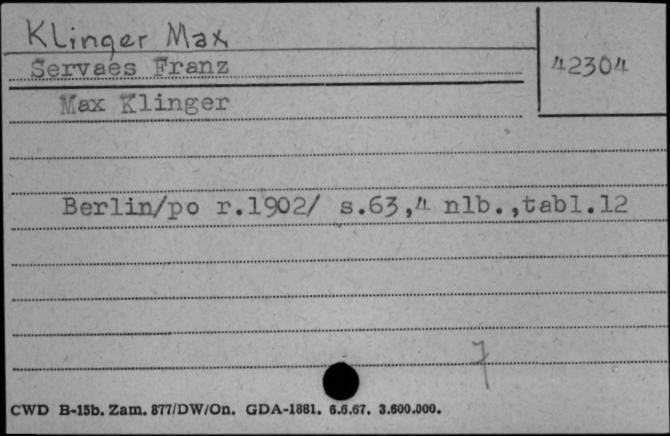 Klinger Max
Servaes Franz
42304
Max Klinger
Berlin/po r.1902/ s.63,4 nlb.,tabl.12
7
CWD B-15b. Zam. 877/DW/On. GDA-1881. 6.6.67. 3.600.000.